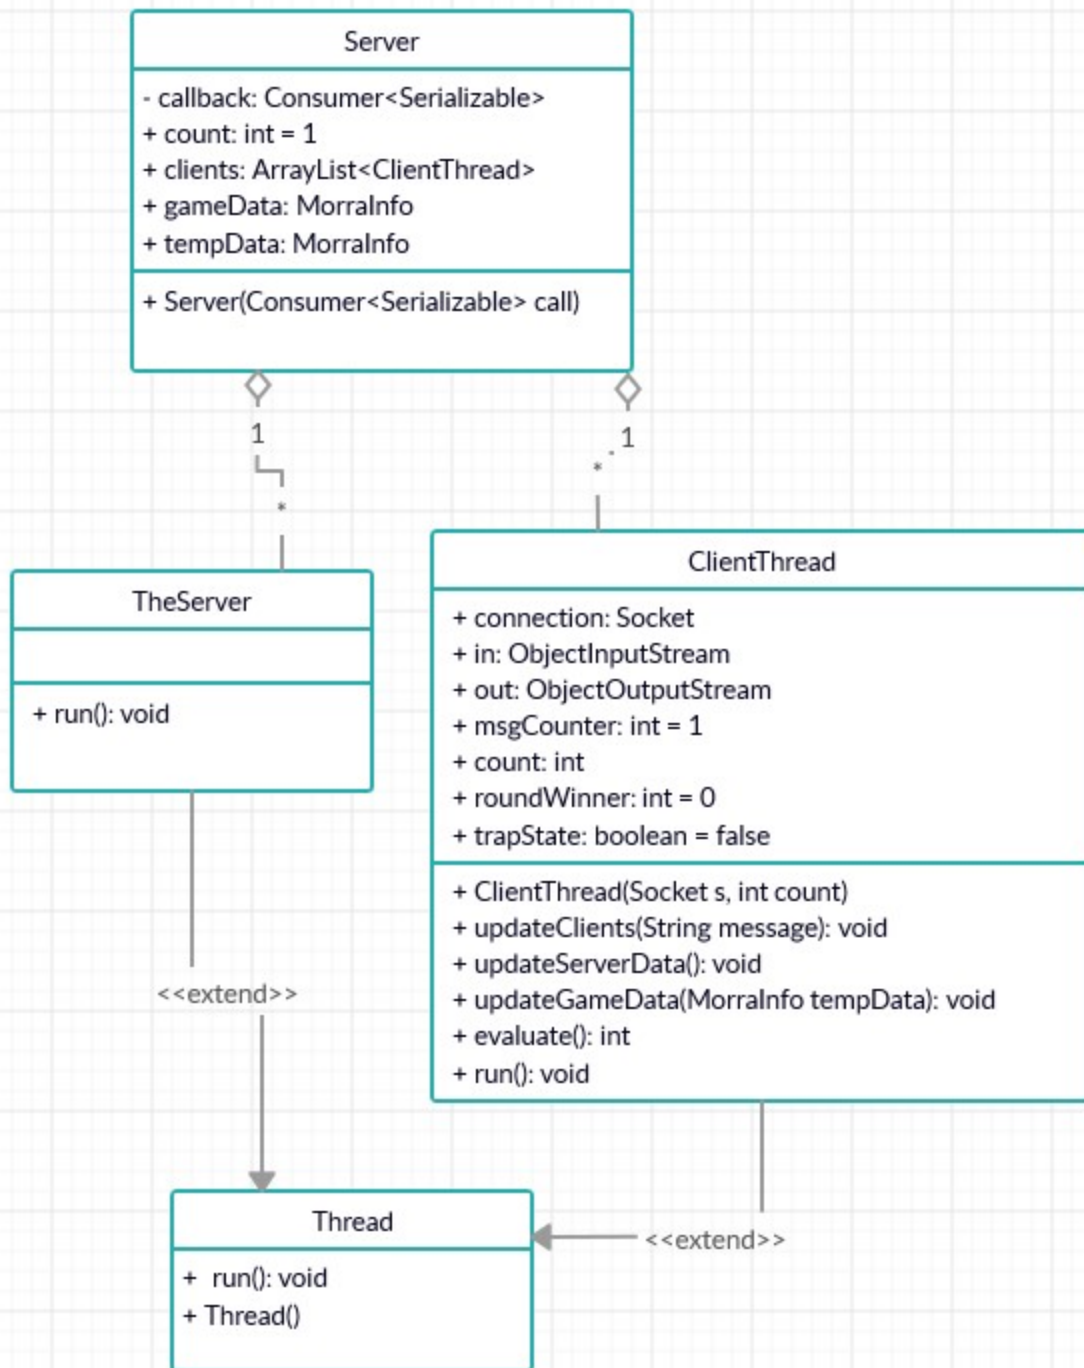 Server
- callback: Consumer<Serializable>
+ count: int = 1
+ clients: ArrayList<ClientThread>
+ gameData: MorraInfo
+ tempData: MorraInfo
+ Server(Consumer<Serializable> call)
1
1
*
*
ClientThread
+ connection: Socket
+ in: ObjectInputStream
+ out: ObjectOutputStream
+ msgCounter: int = 1
+ count: int
+ roundWinner: int = 0
+ trapState: boolean = false
+ ClientThread(Socket s, int count)
+ updateClients(String message): void
+ updateServerData(): void
+ updateGameData(MorraInfo tempData): void
+ evaluate(): int
+ run(): void
TheServer
+ run(): void
<<extend>>
<<extend>>
Thread
+ run(): void
+ Thread()